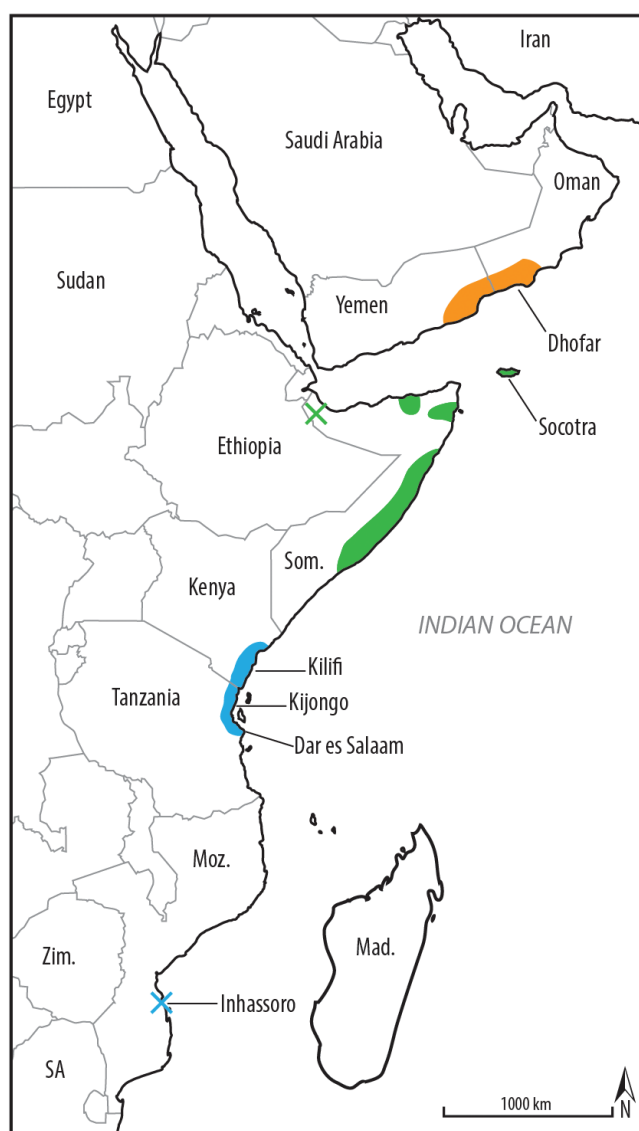 Iran
Egypt
Saudi Arabia
Oman
Sudan
Yemen
Dhofar
Socotra
Ethiopia
Som.
Kenya
INDIAN OCEAN
Kilifi
Tanzania
Kijongo
Dar es Salaam
Moz.
Mad.
Zim.
Inhassoro
SA
1000 km
N